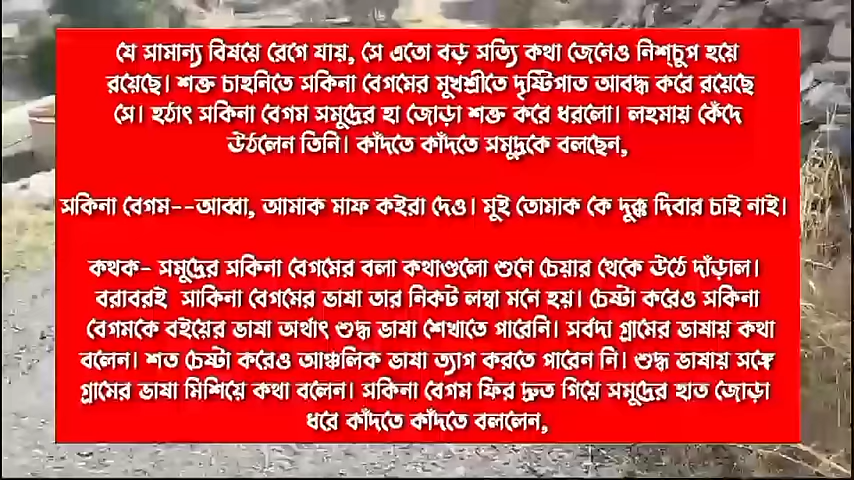 যে সামান্য বিষয়ে রেগে যায়, সে এতো বড় সত্যি কথা জেনেও নিশ্চুপ হয়ে
রয়েছে। শক্ত চাহনিতে সকিনা বেগমের মুখশ্রীতে দৃষ্টিপাত আবদ্ধ করে রয়েছে
সে। হঠাৎ সকিনা বেগম সমুদ্রের হা জোড়া শক্ত করে ধরলো। লহমায় কেঁদে
উঠলেন তিনি। কাঁদতে কাঁদতে সমুদ্রকে বলছেন,
সকিনা বেগম--আব্বা, আমাক মাফ কইরা দেও। মুই তোমাক কে দুক্ক দিবার চাই নাই।
কথক- সমুদ্রের সকিনা বেগমের বলা কথাগুলো শুনে চেয়ার থেকে উঠে দাঁড়াল।
বরাবরই সাকিনা বেগমের ভাষা তার নিকট লম্বা মনে হয়। চেষ্টা করেও সকিনা
বেগমকে বইয়ের ভাষা অর্থাৎ শুদ্ধ ভাষা শেখাতে পারেনি। সর্বদা গ্রামের ভাষায় কথা
বলেন। শত চেষ্টা করেও আঞ্চলিক ভাষা ত্যাগ করতে পারেন নি। শুদ্ধ ভাষায় সঙ্গে
গ্রামের ভাষা মিশিয়ে কথা বলেন। সকিনা বেগম ফির দ্রুত গিয়ে সমুদ্রের হাত জোড়া
ধরে কাঁদতে কাঁদতে বললেন,